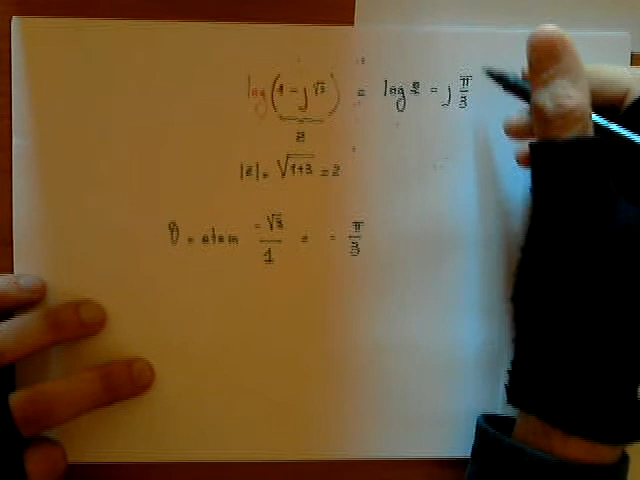 log(1-j√3) = log 2 - j π/3
z
|z| = √1+3 = 2
θ = atan -√3/1 = - π/3